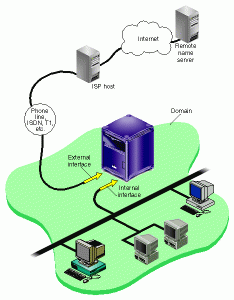 Internet
Remote
name
server
ISP host
Phone
line,
ISDN, T1,
etc.
Domain
External
interface
Internal
interface